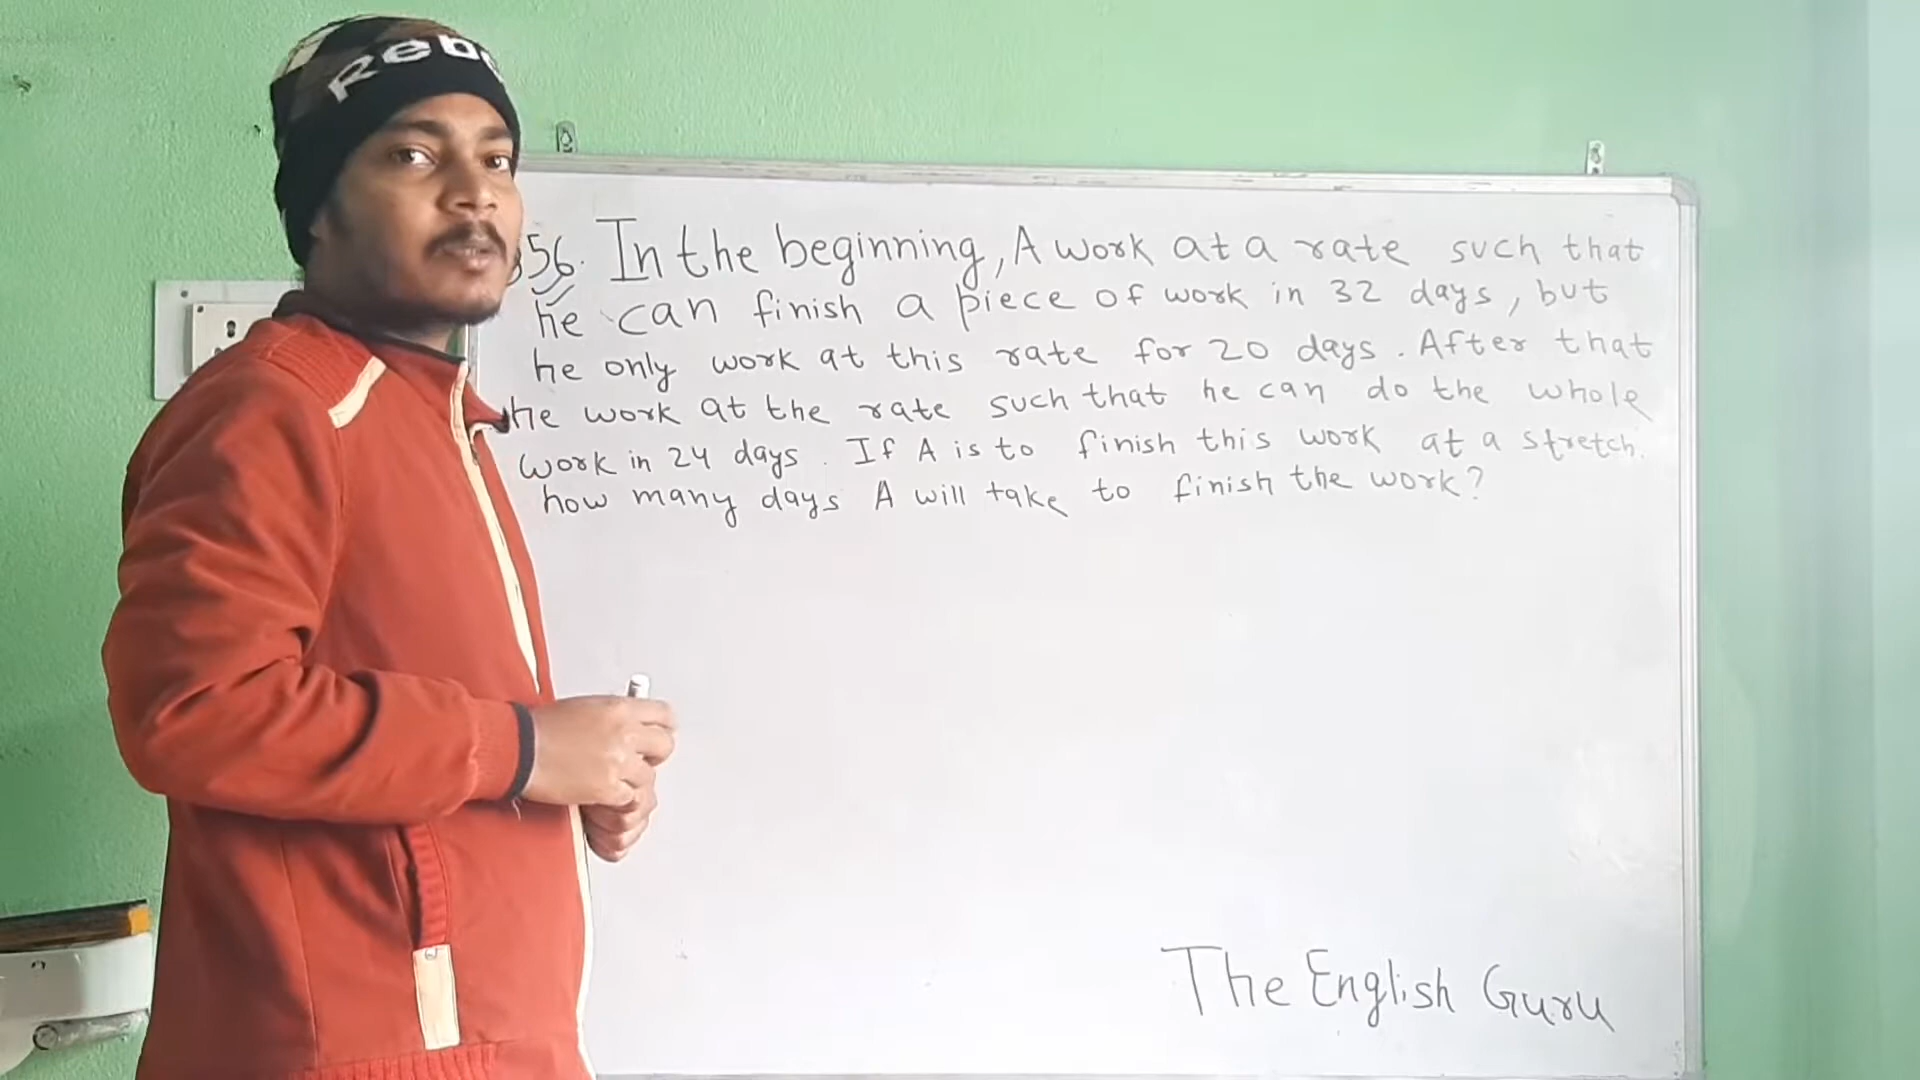 Reebo
356. In the beginning, A work at a rate such that
he can finish a piece of work in 32 days, but
he only work at this rate for 20 days. After that
he work at the rate such that he can do the whole
work in 24 days. If A is to finish this work at a stretch.
how many days A will take to finish the work?
The English Guru